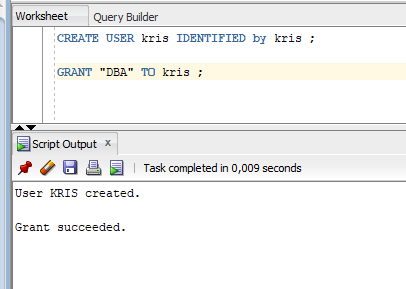 Worksheet Query Builder
CREATE USER kris IDENTIFIED by kris ;
GRANT "DBA" TO kris ;
Script Output x
Task completed in 0,009 seconds
User KRIS created.
Grant succeeded.